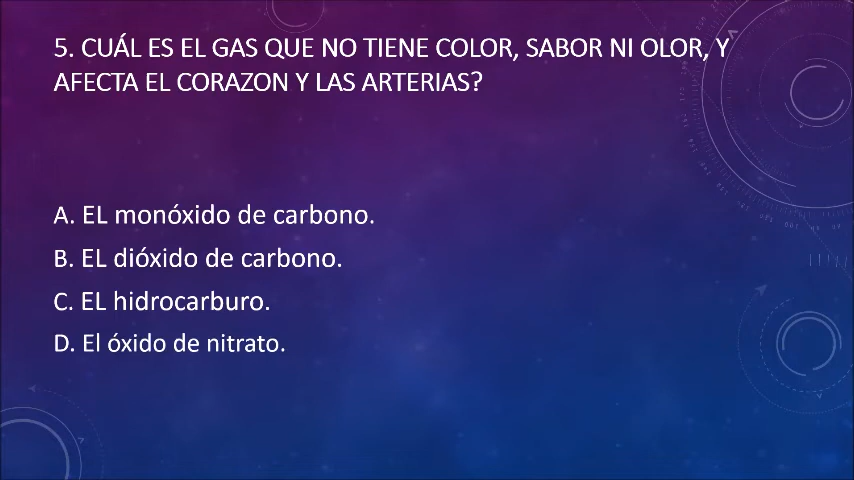 5. CUÁL ES EL GAS QUE NO TIENE COLOR, SABOR NI OLOR, Y
AFECTA EL CORAZON Y LAS ARTERIAS?
A. EL monóxido de carbono.
B. EL dióxido de carbono.
C. EL hidrocarburo.
D. El óxido de nitrato.